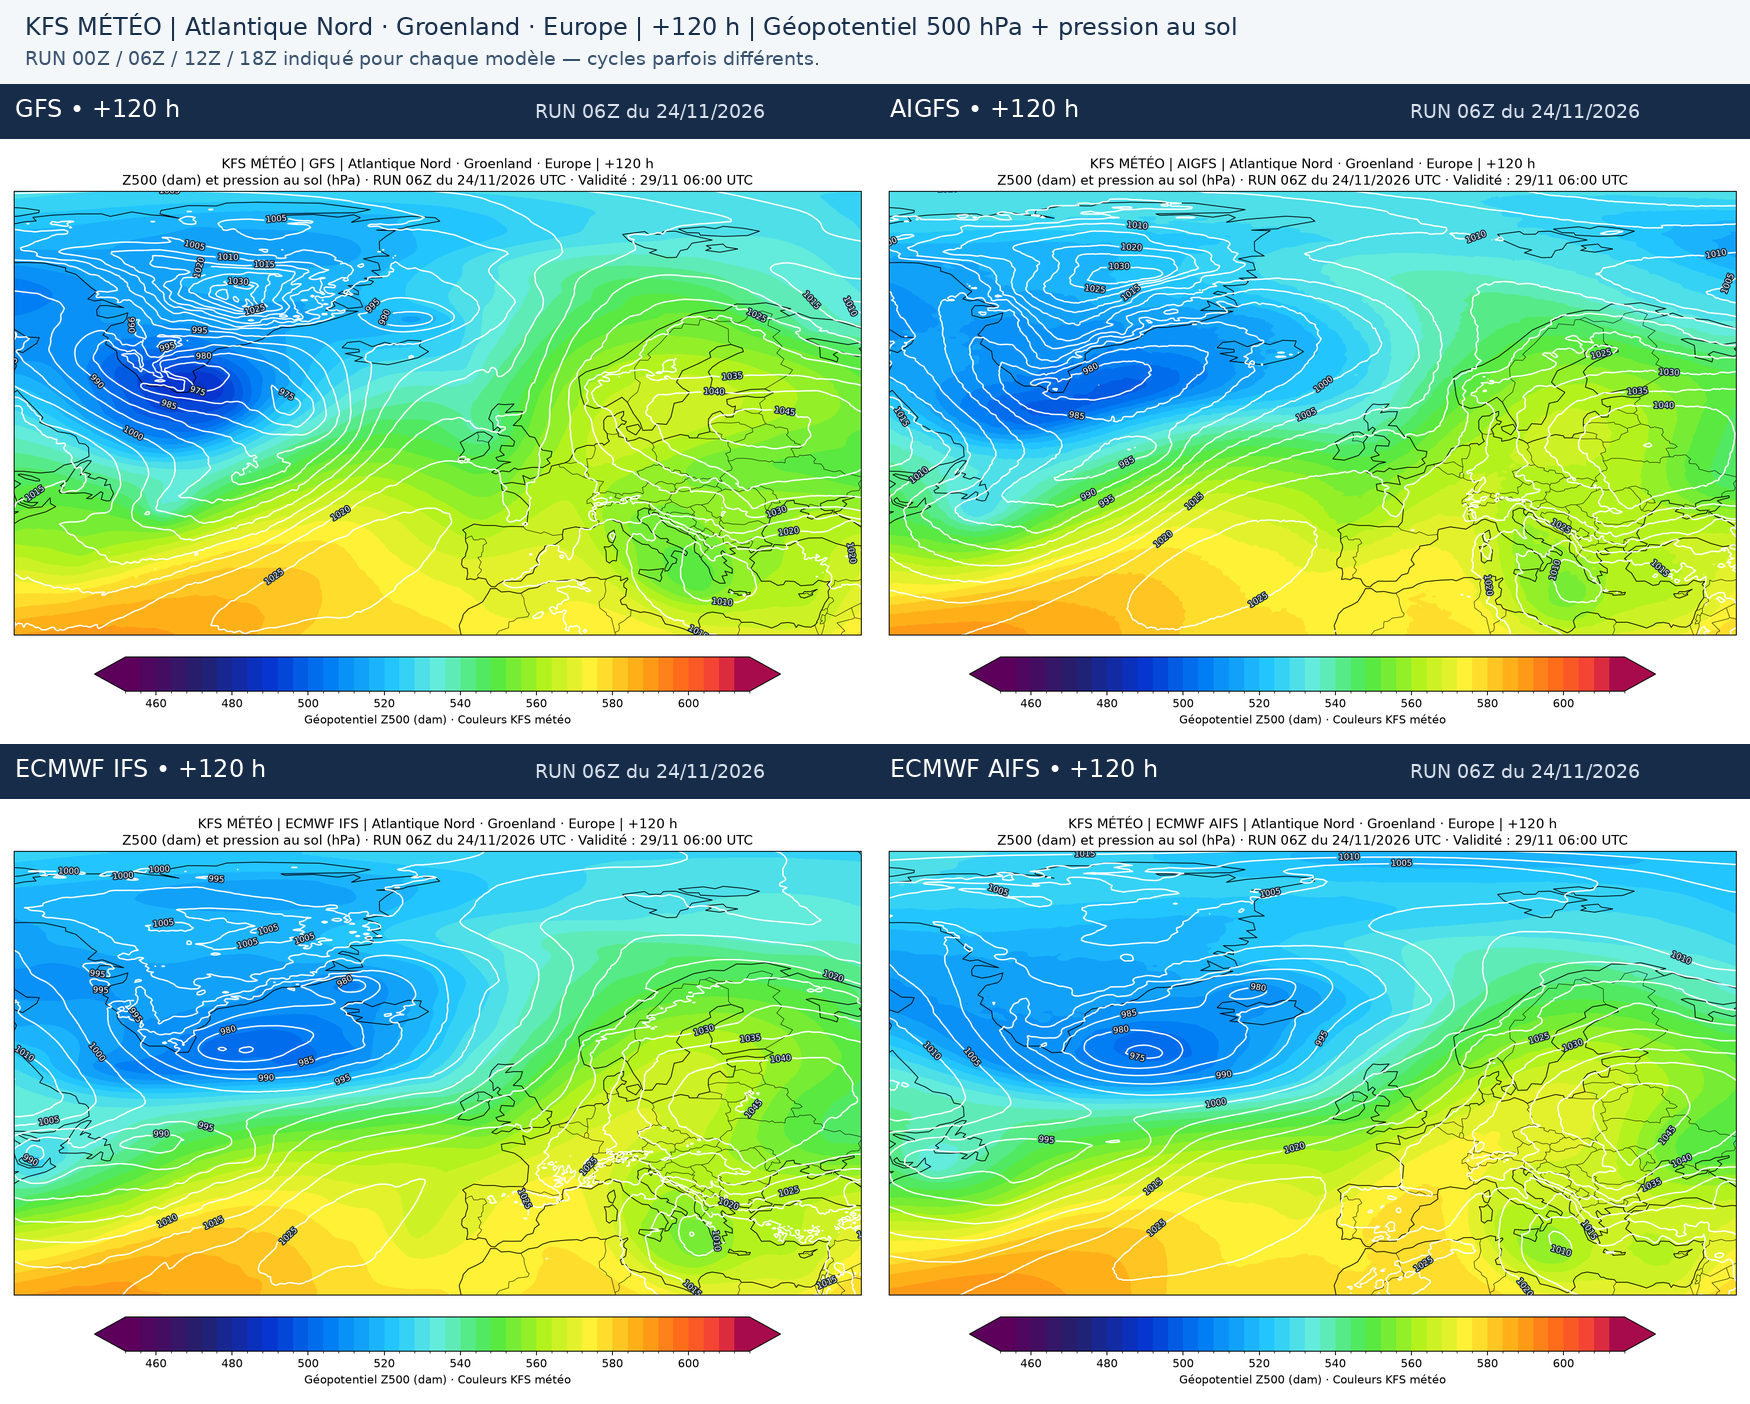 KFS MÉTÉO | Atlantique Nord · Groenland · Europe | +120 h | Géopotentiel 500 hPa + pression au sol
RUN 00Z / 06Z / 12Z / 18Z indiqué pour chaque modèle — cycles parfois différents.
GFS • +120 h
RUN 06Z du 24/11/2026
AIGFS • +120 h
RUN 06Z du 24/11/2026
KFS MÉTÉO | GFS | Atlantique Nord · Groenland · Europe | +120 h
Z500 (dam) et pression au sol (hPa) · RUN 06Z du 24/11/2026 UTC · Validité : 29/11 06:00 UTC
KFS MÉTÉO | AIGFS | Atlantique Nord · Groenland · Europe | +120 h
Z500 (dam) et pression au sol (hPa) · RUN 06Z du 24/11/2026 UTC · Validité : 29/11 06:00 UTC
460 480 500 520 540 560 580 600
Géopotentiel Z500 (dam) · Couleurs KFS météo
460 480 500 520 540 560 580 600
Géopotentiel Z500 (dam) · Couleurs KFS météo
ECMWF IFS • +120 h
RUN 06Z du 24/11/2026
ECMWF AIFS • +120 h
RUN 06Z du 24/11/2026
KFS MÉTÉO | ECMWF IFS | Atlantique Nord · Groenland · Europe | +120 h
Z500 (dam) et pression au sol (hPa) · RUN 06Z du 24/11/2026 UTC · Validité : 29/11 06:00 UTC
KFS MÉTÉO | ECMWF AIFS | Atlantique Nord · Groenland · Europe | +120 h
Z500 (dam) et pression au sol (hPa) · RUN 06Z du 24/11/2026 UTC · Validité : 29/11 06:00 UTC
460 480 500 520 540 560 580 600
Géopotentiel Z500 (dam) · Couleurs KFS météo
460 480 500 520 540 560 580 600
Géopotentiel Z500 (dam) · Couleurs KFS météo